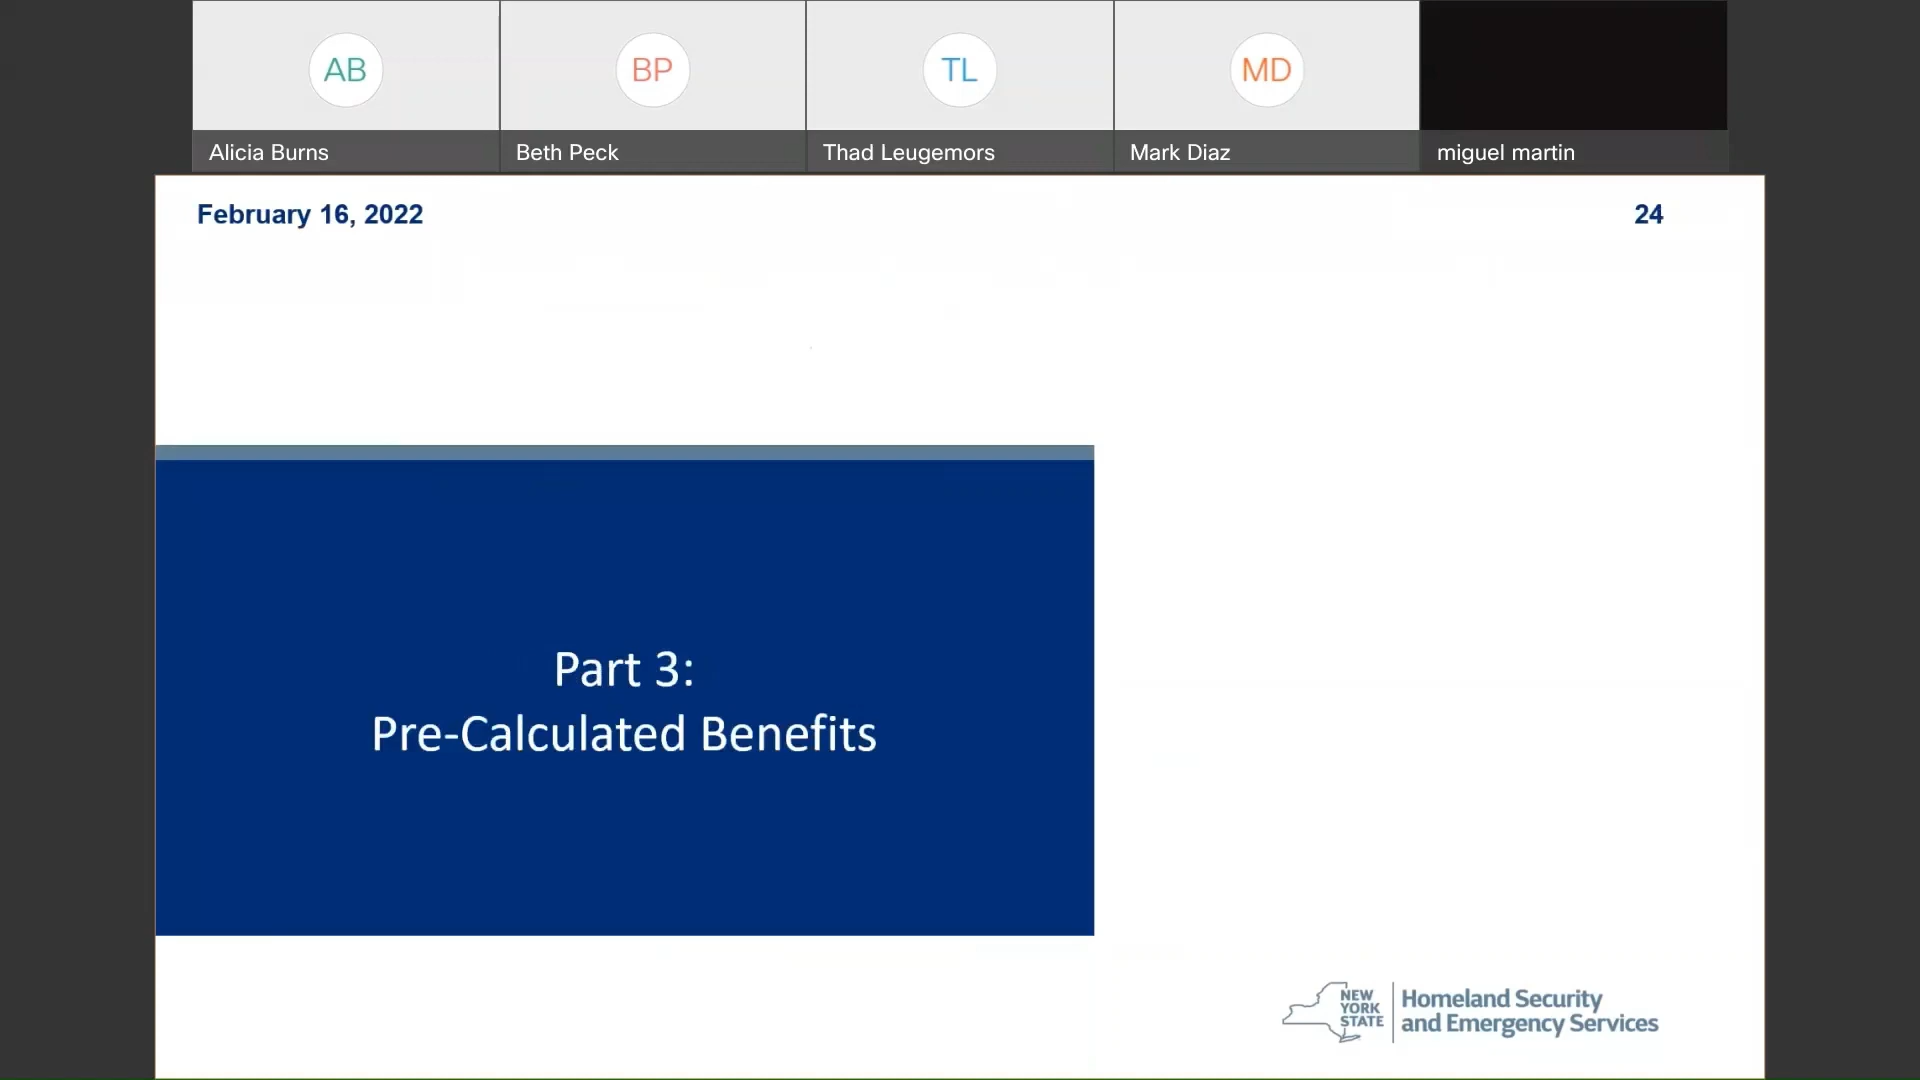 AB
BP
TL
MD
Alicia Burns
Beth Peck
Thad Leugemors
Mark Diaz
miguel martin
February 16, 2022
24
Part 3:
Pre-Calculated Benefits
NEW
YORK
STATE
Homeland Security
and Emergency Services